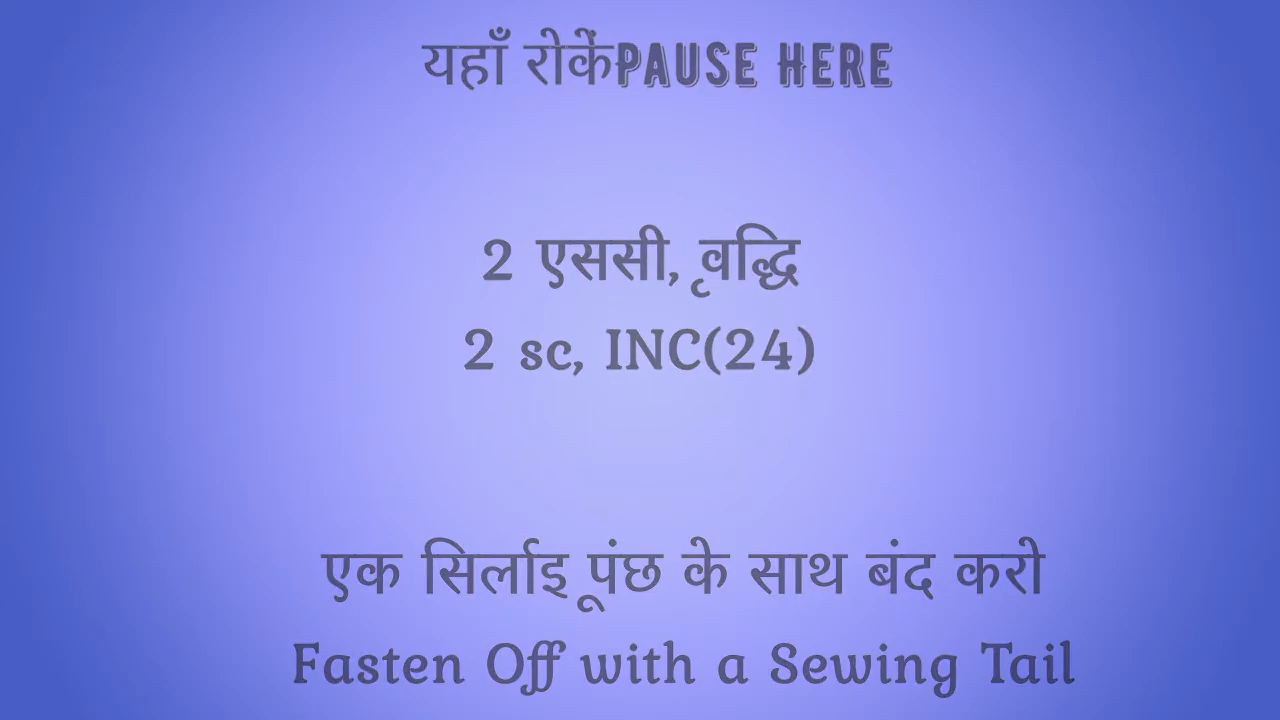 यहाँ रोकेंPAUSE HERE
2 एससी, वृद्धि
2 sc, INC(24)
एक सिर्लाइ पूंछ के साथ बंद करो
Fasten Off with a Sewing Tail